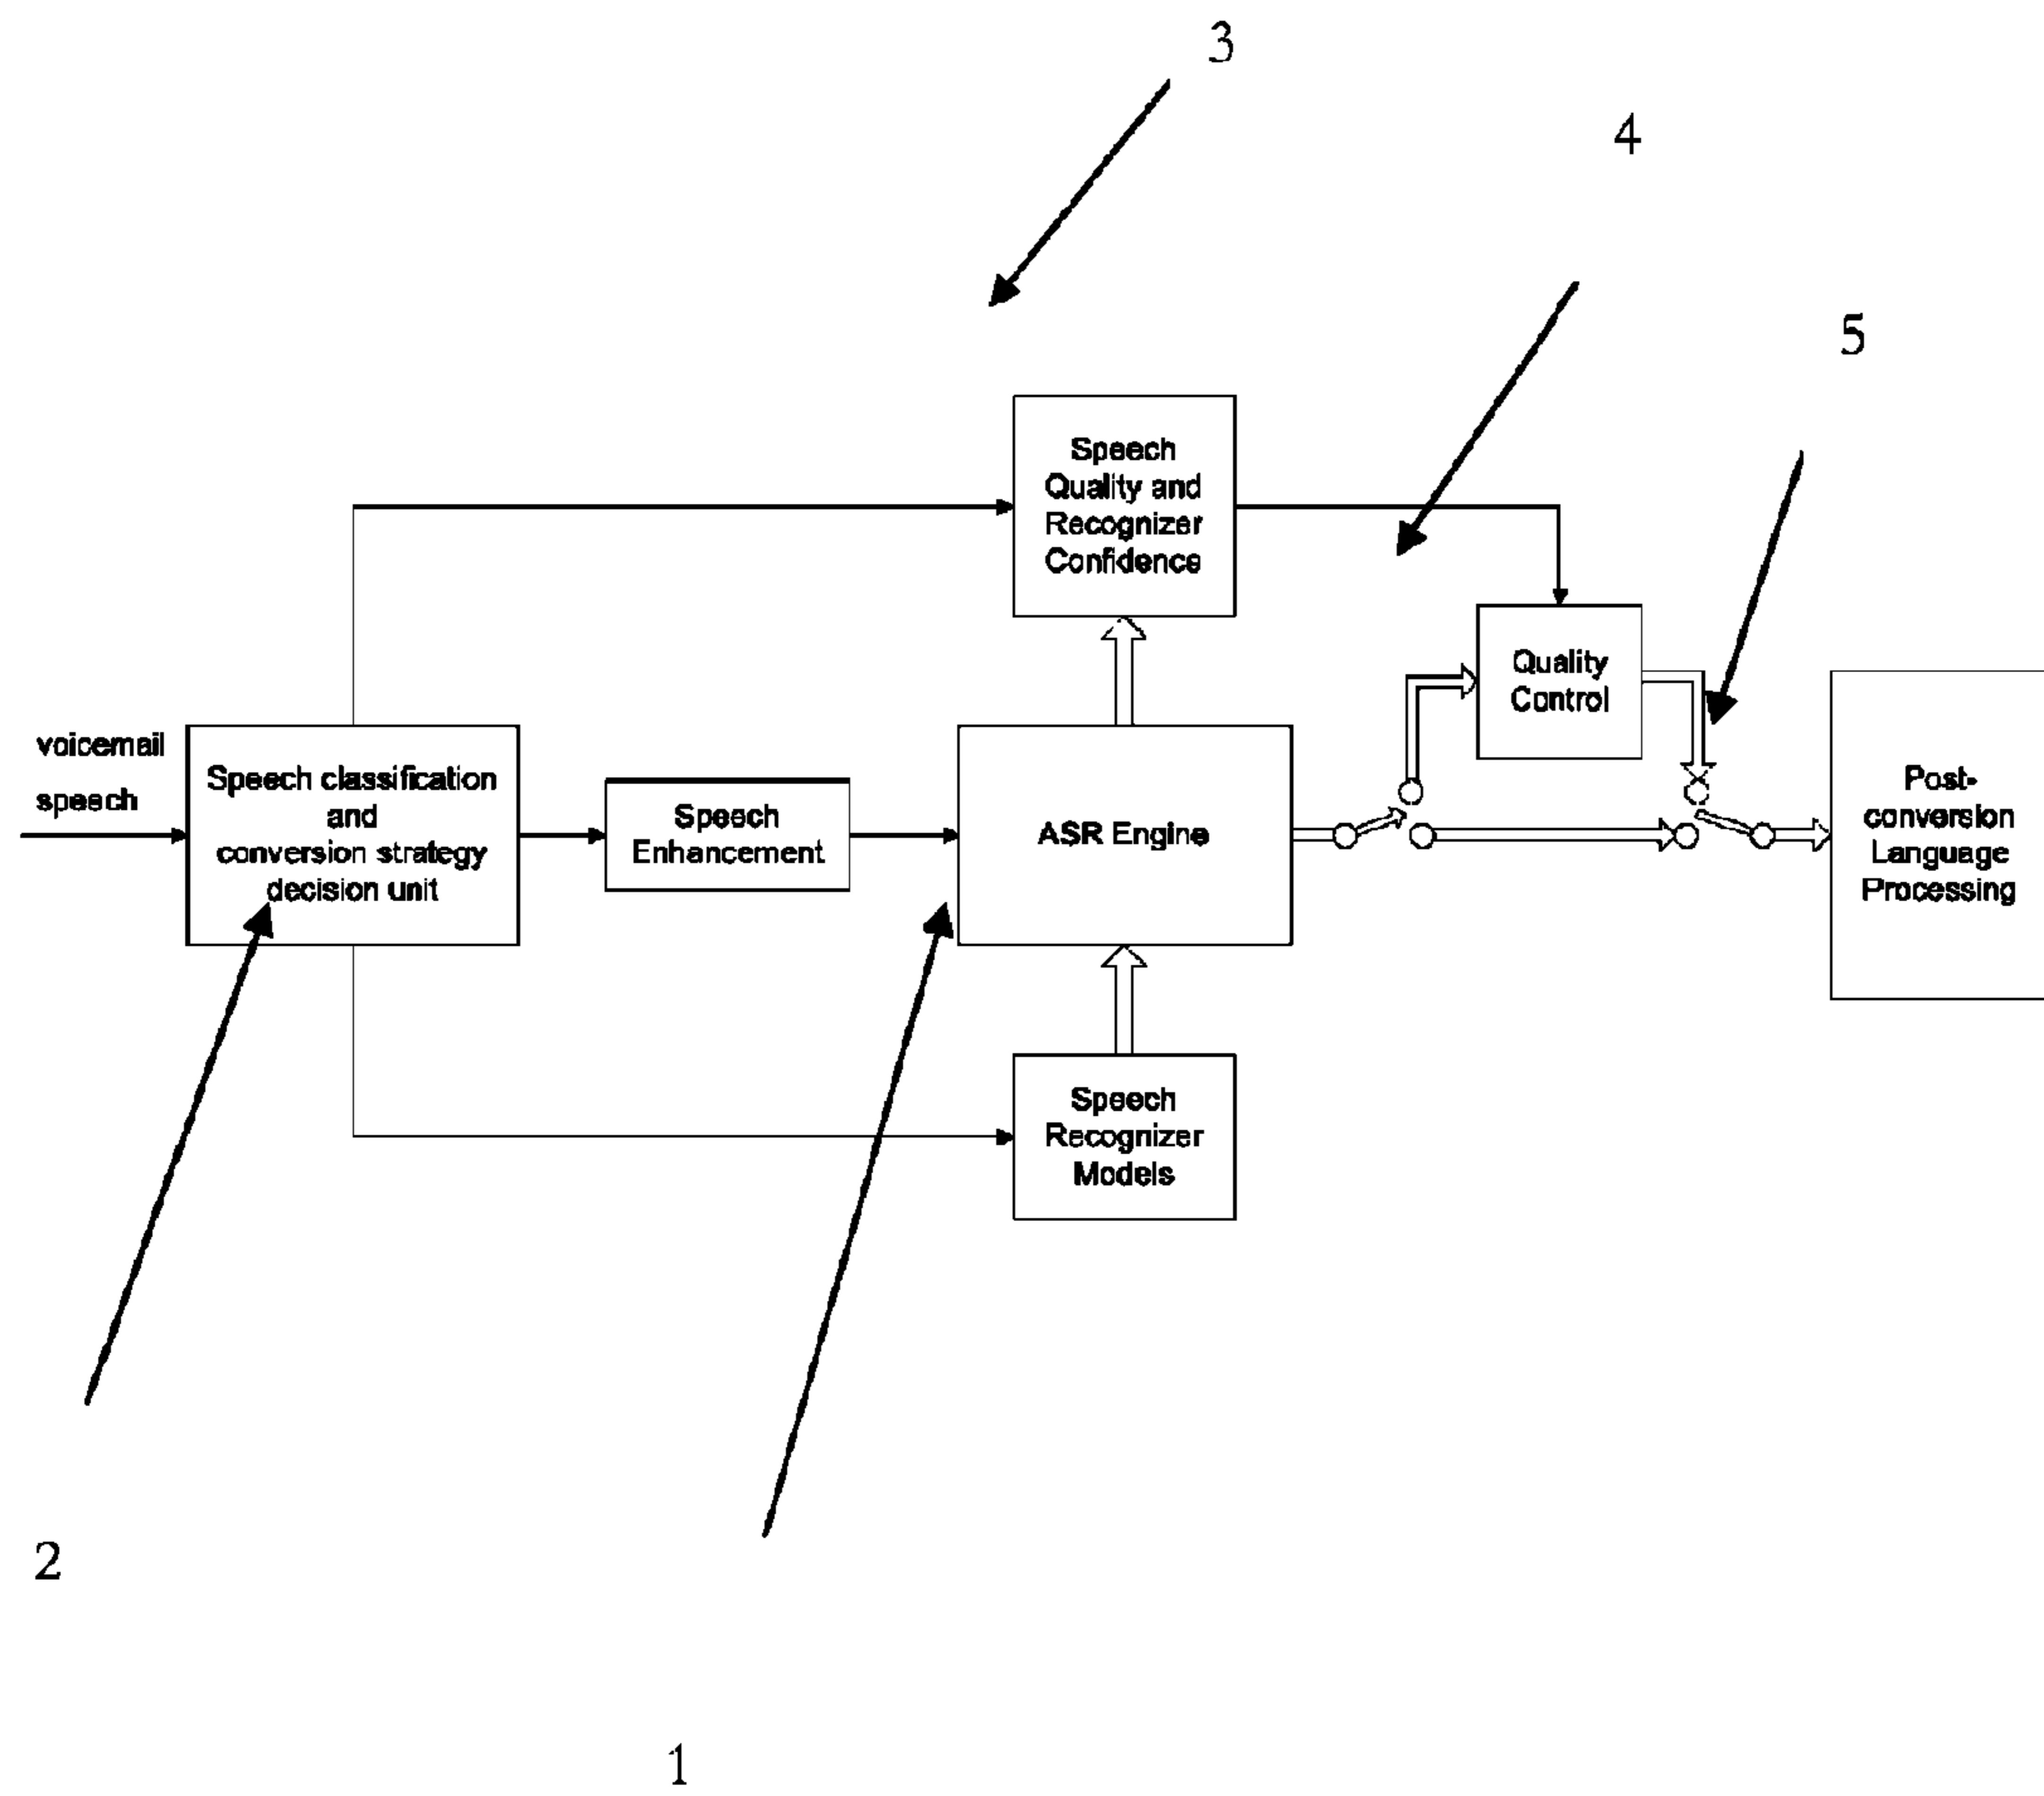 3
4
5
Speech
Quality and
Recognizer
Confidence
Quality
Control
voicemail
speech
Speech classification
and
conversion strategy
decision unit
Speech
Enhancement
ASR Engine
Post-
conversion
Language
Processing
Speech
Recognizer
Models
2
1